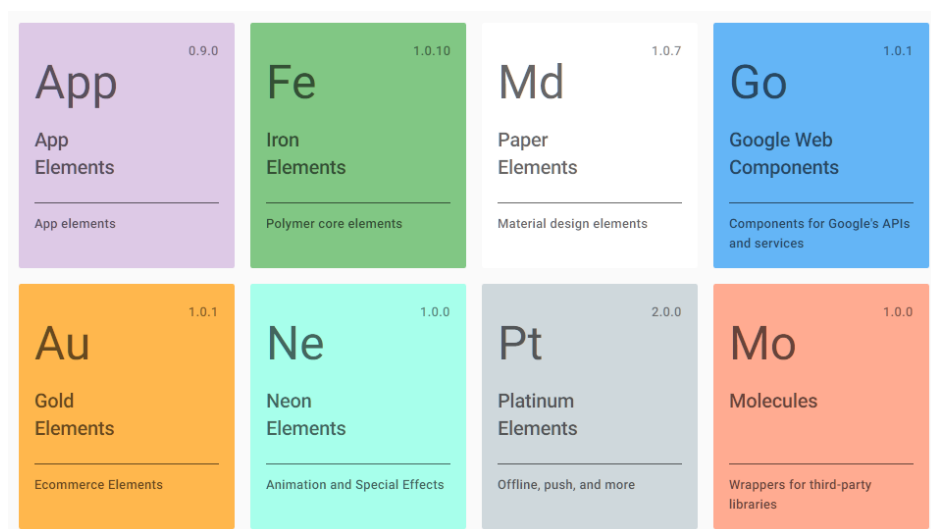 0.9.0
App
App
Elements
App elements
1.0.10
Fe
Iron
Elements
Polymer core elements
1.0.7
Md
Paper
Elements
Material design elements
1.0.1
Go
Google Web
Components
Components for Google's APIs
and services
1.0.1
Au
Gold
Elements
Ecommerce Elements
1.0.0
Ne
Neon
Elements
Animation and Special Effects
2.0.0
Pt
Platinum
Elements
Offline, push, and more
1.0.0
Mo
Molecules
Wrappers for third-party
libraries